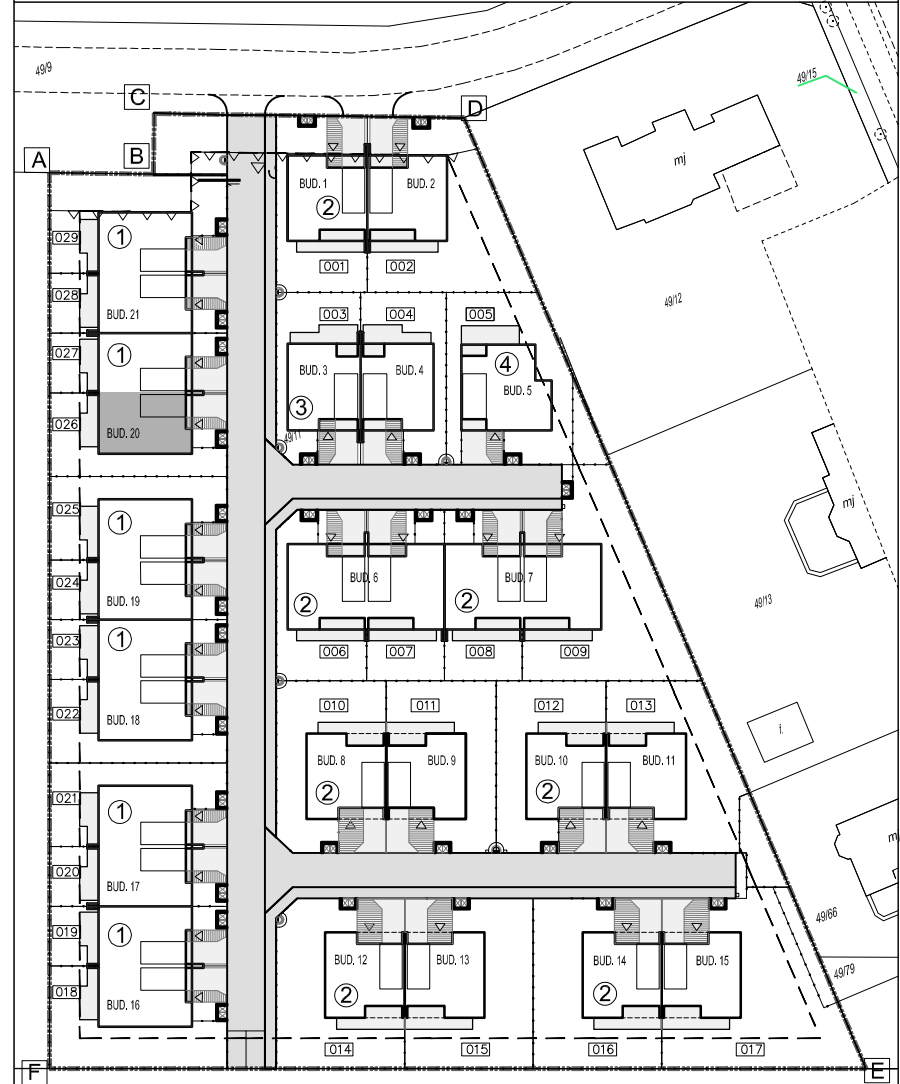 49/9
49/15
C
D
B
A
mj
BUD. 1
BUD. 2
2
029
1
001
002
028
BUD. 21
49/12
003
004
005
027
1
4
BUD. 3
BUD. 4
BUD. 5
3
026
BUD. 20
49/11
mj
025
1
024
BUD. 19
BUD. 6
BUD. 7
2
2
49/13
023
1
006
007
008
009
022
BUD. 18
010
011
012
013
i.
BUD. 8
BUD. 9
BUD. 10
BUD. 11
021
1
2
2
mj
020
BUD. 17
49/66
019
1
BUD. 12
BUD. 13
BUD. 14
BUD. 15
49/79
018
BUD. 16
2
2
014
015
016
017
F
E